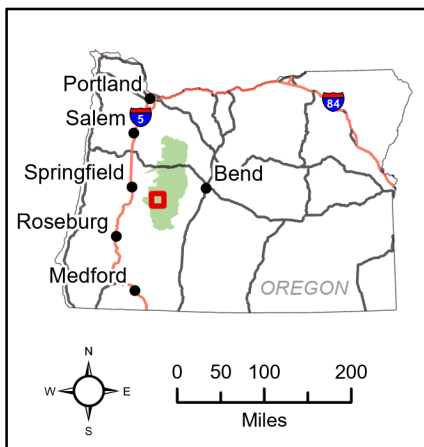 Portland
84
Salem
5
Springfield
Bend
Roseburg
Medford
OREGON
N
W E
S
0 50 100 200
Miles